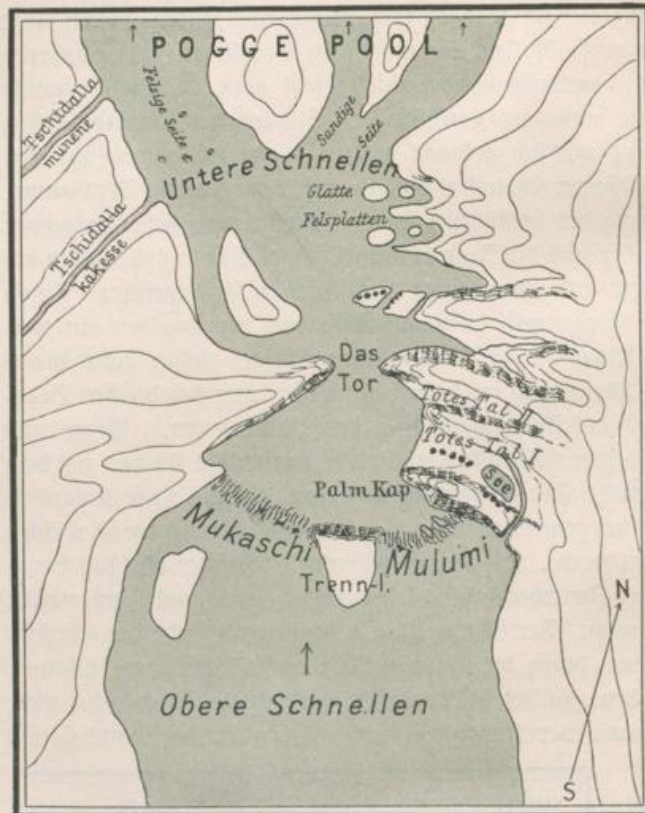 POGGE POOL
Felsige Seite
Sandige
Seite
Tschidalla
munene
Untere Schnellen
Glatte
Felsplatten
Tschidalla
kakesse
Das
Tor
Totes Tal II
Totes Tal I
See
Palm Kap
Mukaschi
Mulumi
Trenn-I.
N
Obere Schnellen
S